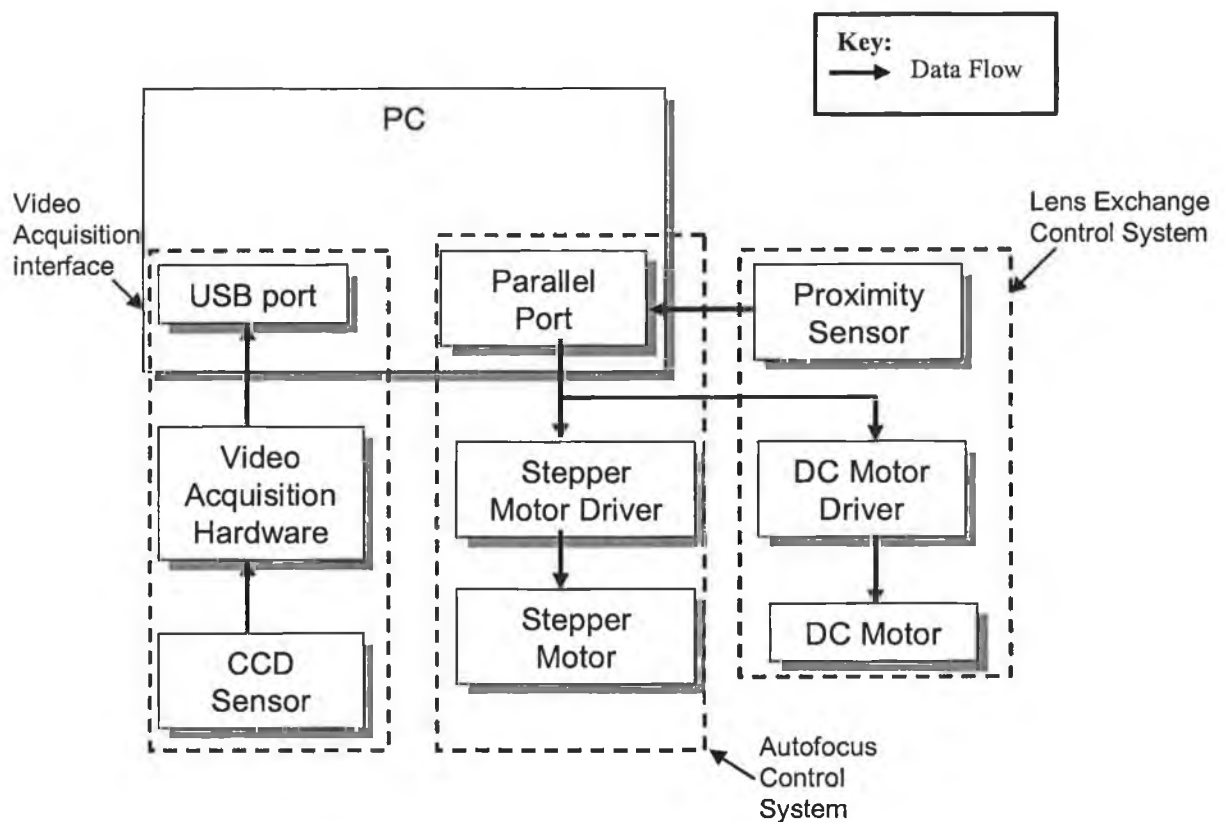 Key:
Data Flow
PC
Video
Acquisition
interface
Lens Exchange
Control System
USB port
Parallel
Port
Proximity
Sensor
Video
Acquisition
Hardware
Stepper
Motor Driver
DC Motor
Driver
CCD
Sensor
Stepper
Motor
DC Motor
Autofocus
Control
System